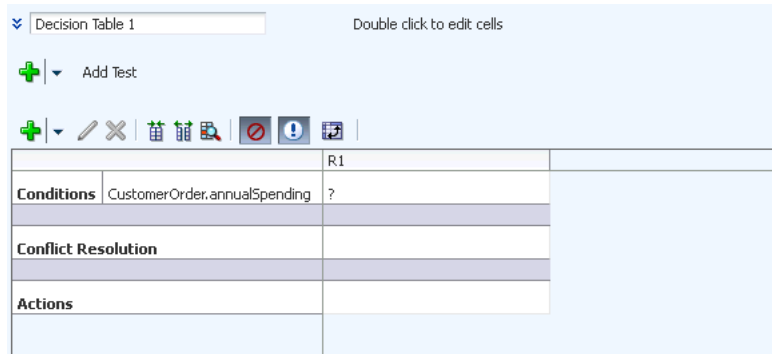 Decision Table 1 Double click to edit cells
Add Test
R1
Conditions CustomerOrder.annualSpending ?
Conflict Resolution
Actions